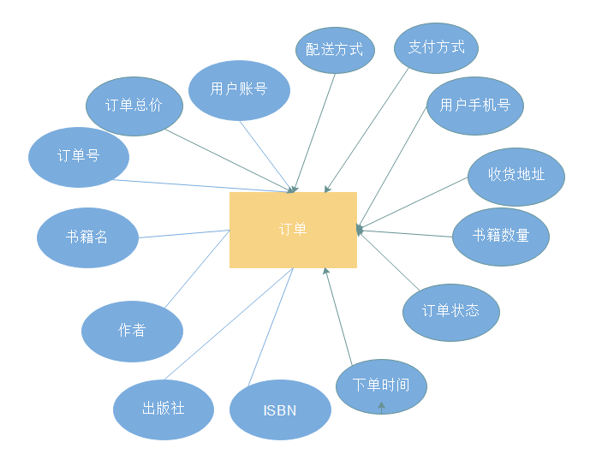 配送方式
支付方式
用户账号
订单总价
用户手机号
订单号
收货地址
书籍名
订单
书籍数量
订单状态
作者
下单时间
出版社
ISBN